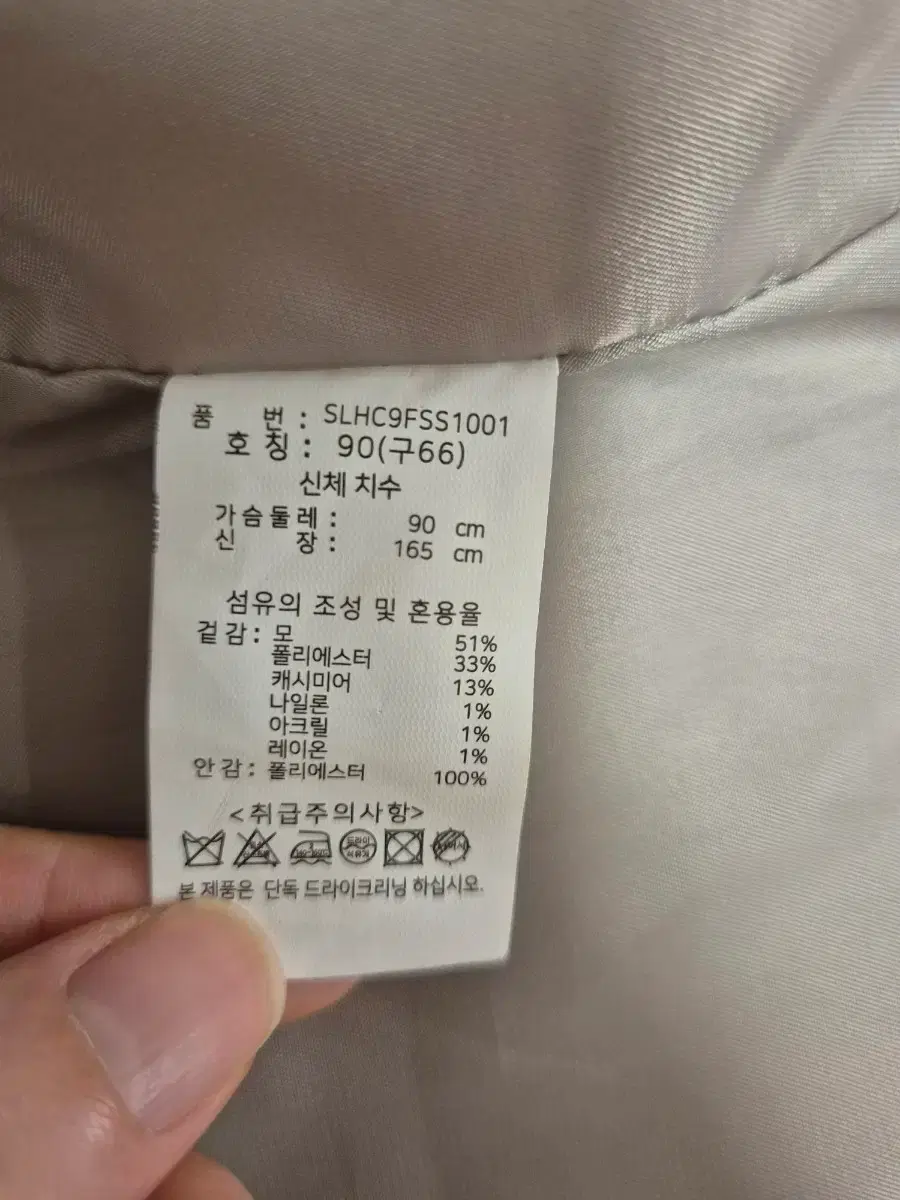 품 번 : SLHC9FSS1001
호 칭 : 90(구66)
신체 치수
가슴둘레 : 90 cm
신 장 : 165 cm
섬유의 조성 및 혼용율
겉감 : 모 51%
폴리에스터 33%
캐시미어 13%
나일론 1%
아크릴 1%
레이온 1%
안감 : 폴리에스터 100%
<취급주의사항>
드라이
본 제품은 단독 드라이크리닝 하십시오.